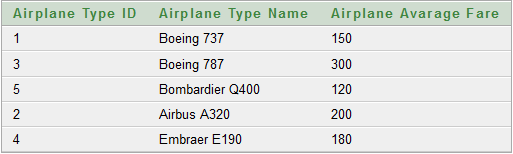 Airplane Type ID Airplane Type Name Airplane Avarage Fare
1 Boeing 737 150
3 Boeing 787 300
5 Bombardier Q400 120
2 Airbus A320 200
4 Embraer E190 180